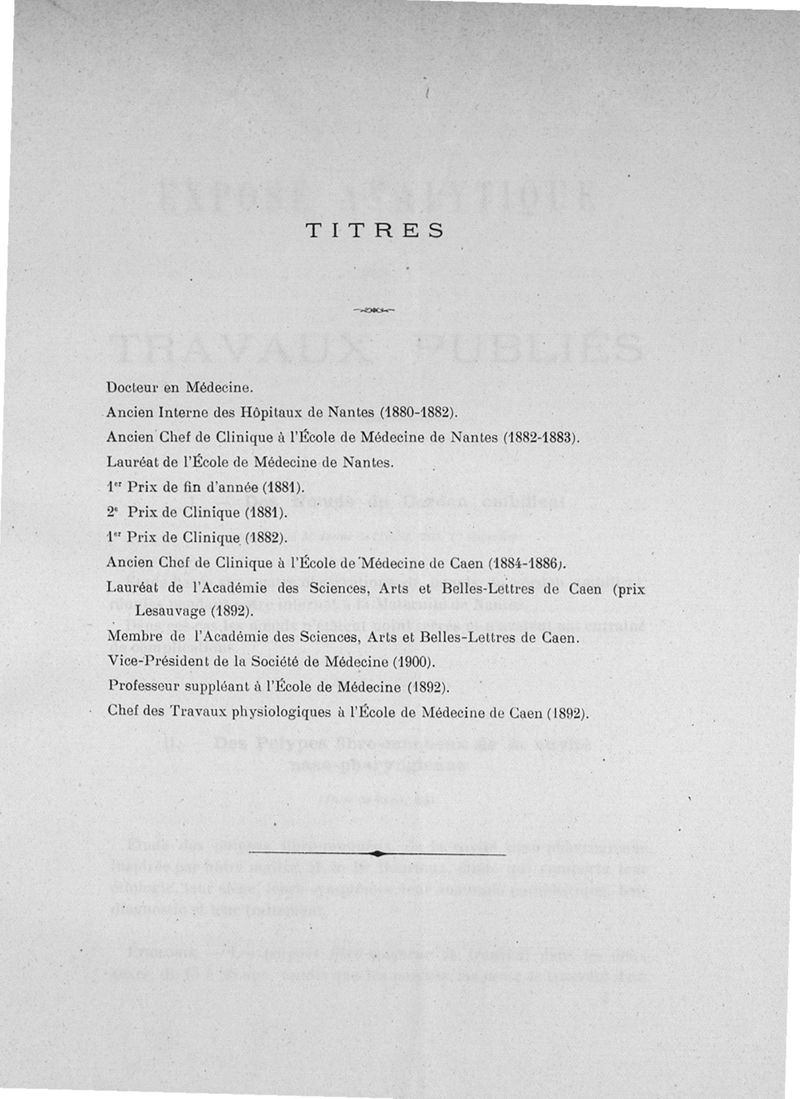 TITRES
Docteur en Médecine.
Ancien Interne des Hôpitaux de Nantes (1880-1882).
Ancien Chef de Clinique à l'École de Médecine de Nantes (1882-1883).
Lauréat de l'École de Médecine de Nantes.
1er Prix de fin d'année (1881).
2e Prix de Clinique (1881).
1er Prix de Clinique (1882).
Ancien Chef de Clinique à l'École de Médecine de Caen (1884-1886).
Lauréat de l'Académie des Sciences, Arts et Belles-Lettres de Caen (prix
Lesauvage (1892).
Membre de l'Académie des Sciences, Arts et Belles-Lettres de Caen.
Vice-Président de la Société de Médecine (1900).
Professeur suppléant à l'École de Médecine (1892).
Chef des Travaux physiologiques à l'École de Médecine de Caen (1892).